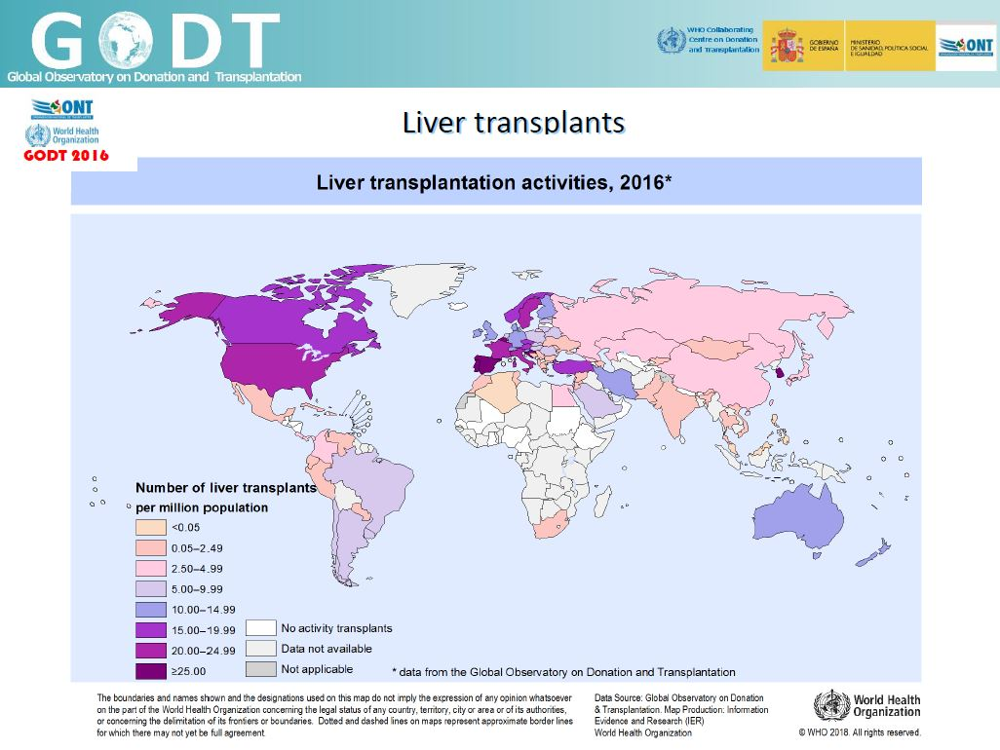 GODT
Global Observatory on Donation and Transplantation
WHO Collaborating
Centre on Donation
and Transplantation
GOBIERNO
DE ESPAÑA
MINISTERIO
DE SANIDAD, POLÍTICA SOCIAL
E IGUALDAD
ONT
ONT
World Health
Organization
GODT 2016
Liver transplants
Liver transplantation activities, 2016*
Number of liver transplants
per million population
<0.05
0.05–2.49
2.50–4.99
5.00–9.99
10.00–14.99
15.00–19.99
20.00–24.99
≥25.00
No activity transplants
Data not available
Not applicable
* data from the Global Observatory on Donation and Transplantation
The boundaries and names shown and the designations used on this map do not imply the expression of any opinion whatsoever
on the part of the World Health Organization concerning the legal status of any country, territory, city or area or of its authorities,
or concerning the delimitation of its frontiers or boundaries. Dotted and dashed lines on maps represent approximate border lines
for which there may not yet be full agreement.
Data Source: Global Observatory on Donation
& Transplantation. Map Production: Information
Evidence and Research (IER)
World Health Organization
World Health
Organization
© WHO 2018. All rights reserved.